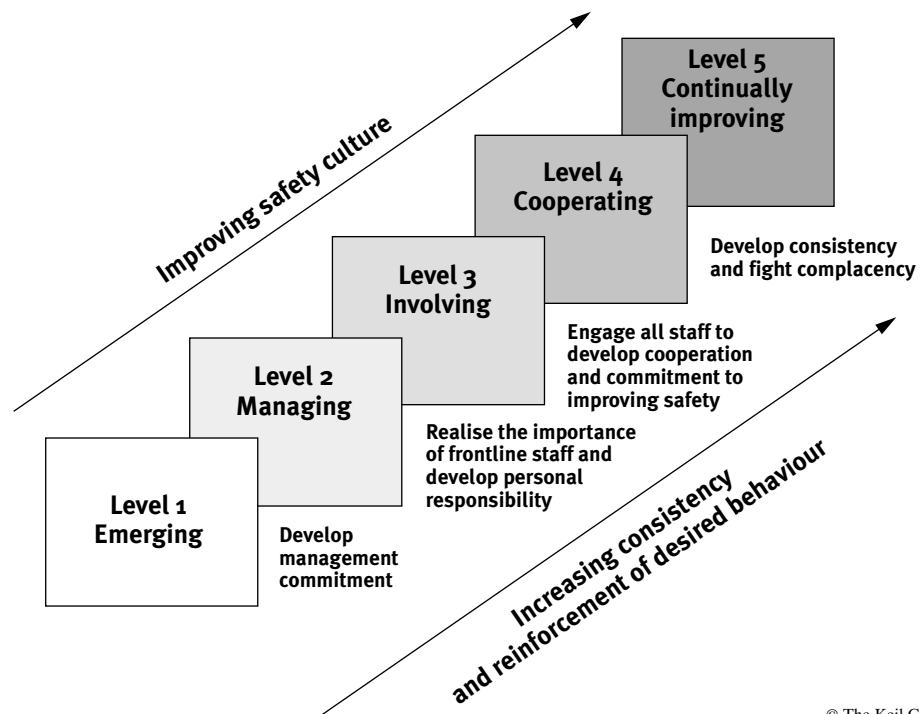 Improving safety culture
Level 5
Continually
improving
Level 4
Cooperating
Develop consistency
and fight complacency
Level 3
Involving
Engage all staff to
develop cooperation
and commitment to
improving safety
Level 2
Managing
Realise the importance
of frontline staff and
develop personal
responsibility
Level 1
Emerging
Develop
management
commitment
Increasing consistency
and reinforcement of desired behaviour
© The Keil